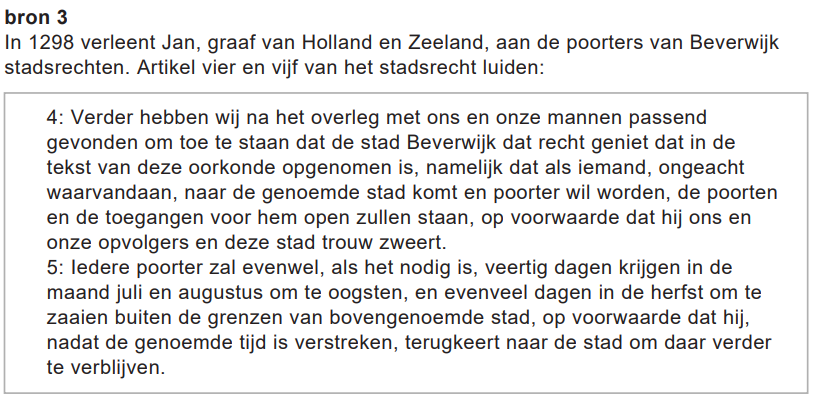 bron 3
In 1298 verleent Jan, graaf van Holland en Zeeland, aan de poorters van Beverwijk
stadsrechten. Artikel vier en vijf van het stadsrecht luiden:
4: Verder hebben wij na het overleg met ons en onze mannen passend
gevonden om toe te staan dat de stad Beverwijk dat recht geniet dat in de
tekst van deze oorkonde opgenomen is, namelijk dat als iemand, ongeacht
waarvandaan, naar de genoemde stad komt en poorter wil worden, de poorten
en de toegangen voor hem open zullen staan, op voorwaarde dat hij ons en
onze opvolgers en deze stad trouw zweert.
5: Iedere poorter zal evenwel, als het nodig is, veertig dagen krijgen in de
maand juli en augustus om te oogsten, en evenveel dagen in de herfst om te
zaaien buiten de grenzen van bovengenoemde stad, op voorwaarde dat hij,
nadat de genoemde tijd is verstreken, terugkeert naar de stad om daar verder
te verblijven.